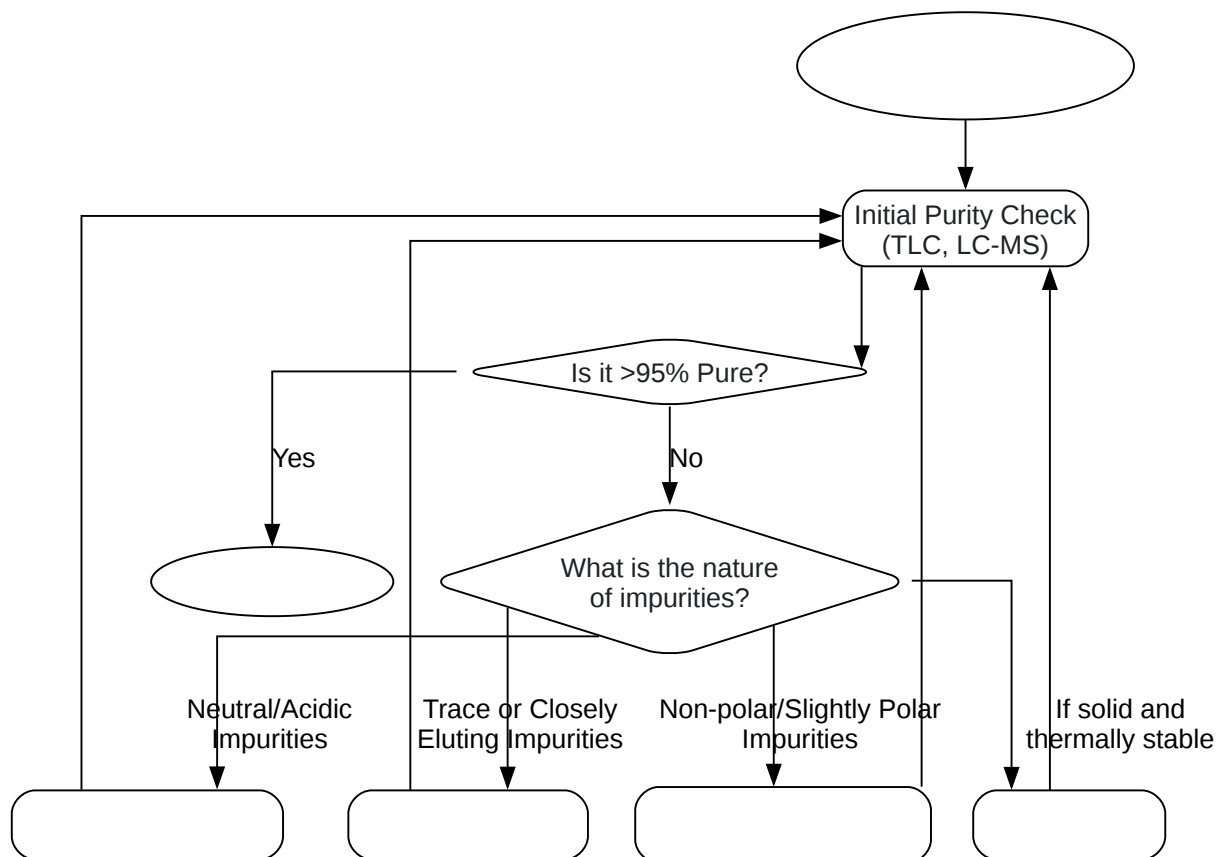 Initial Purity Check
(TLC, LC-MS)
Is it >95% Pure?
Yes
No
What is the nature
of impurities?
Neutral/Acidic
Impurities
Trace or Closely
Eluting Impurities
Non-polar/Slightly Polar
Impurities
If solid and
thermally stable